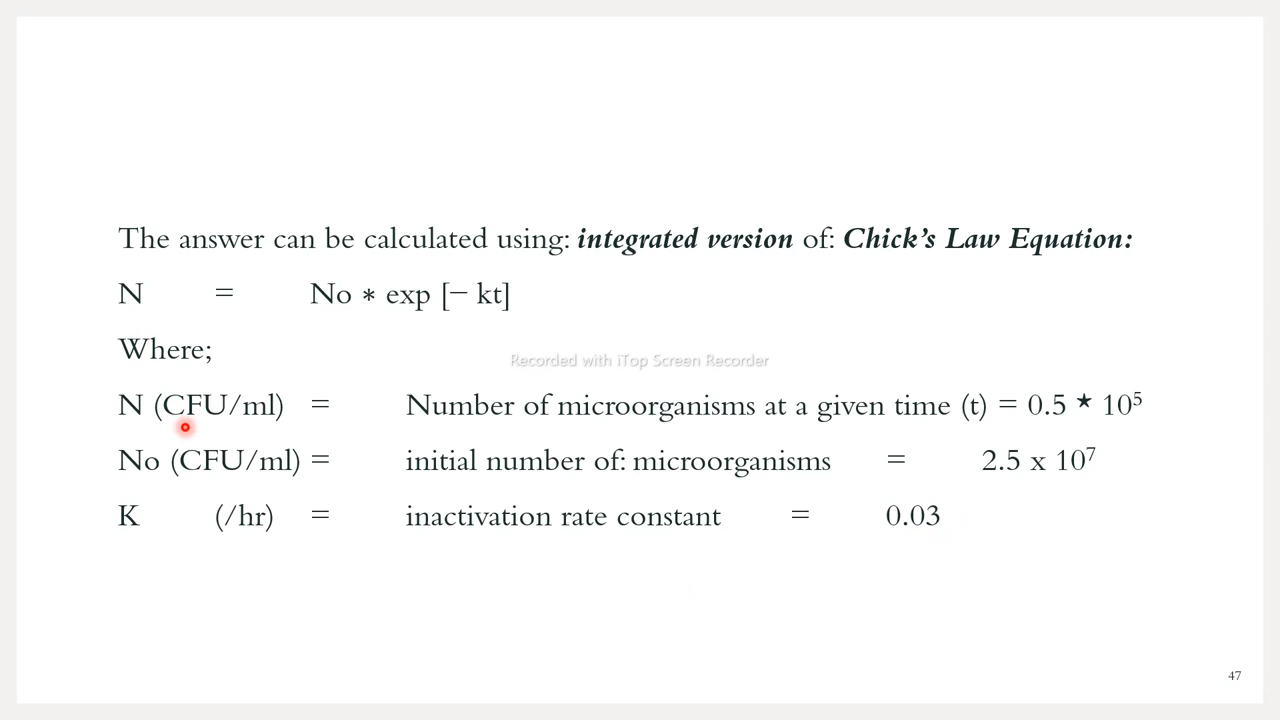 The answer can be calculated using: integrated version of: Chick's Law Equation:
N = No * exp [− kt]
Where;
Recorded with iTop Screen Recorder
N (CFU/ml) = Number of microorganisms at a given time (t) = 0.5 ★ 10⁵
No (CFU/ml) = initial number of: microorganisms = 2.5 x 10⁷
K (/hr) = inactivation rate constant = 0.03
47